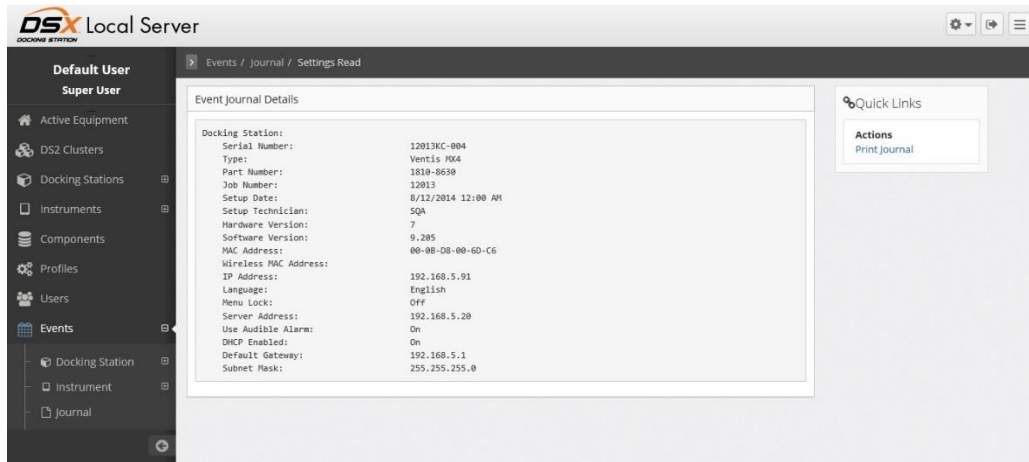 DSX Local Server
DOCKING STATION
Default User
Super User
Active Equipment
DS2 Clusters
Docking Stations
Instruments
Components
Profiles
Users
Events
Docking Station
Instrument
Journal
Events / Journal / Settings Read
Event Journal Details
Docking Station:
Serial Number: 12013KC-004
Type: Ventis MX4
Part Number: 1810-8630
Job Number: 12013
Setup Date: 8/12/2014 12:00 AM
Setup Technician: SQA
Hardware Version: 7
Software Version: 9.205
MAC Address: 00-0B-D8-00-6D-C6
Wireless MAC Address:
IP Address: 192.168.5.91
Language: English
Menu Lock: Off
Server Address: 192.168.5.20
Use Audible Alarm: On
DHCP Enabled: On
Default Gateway: 192.168.5.1
Subnet Mask: 255.255.255.0
Quick Links
Actions
Print Journal